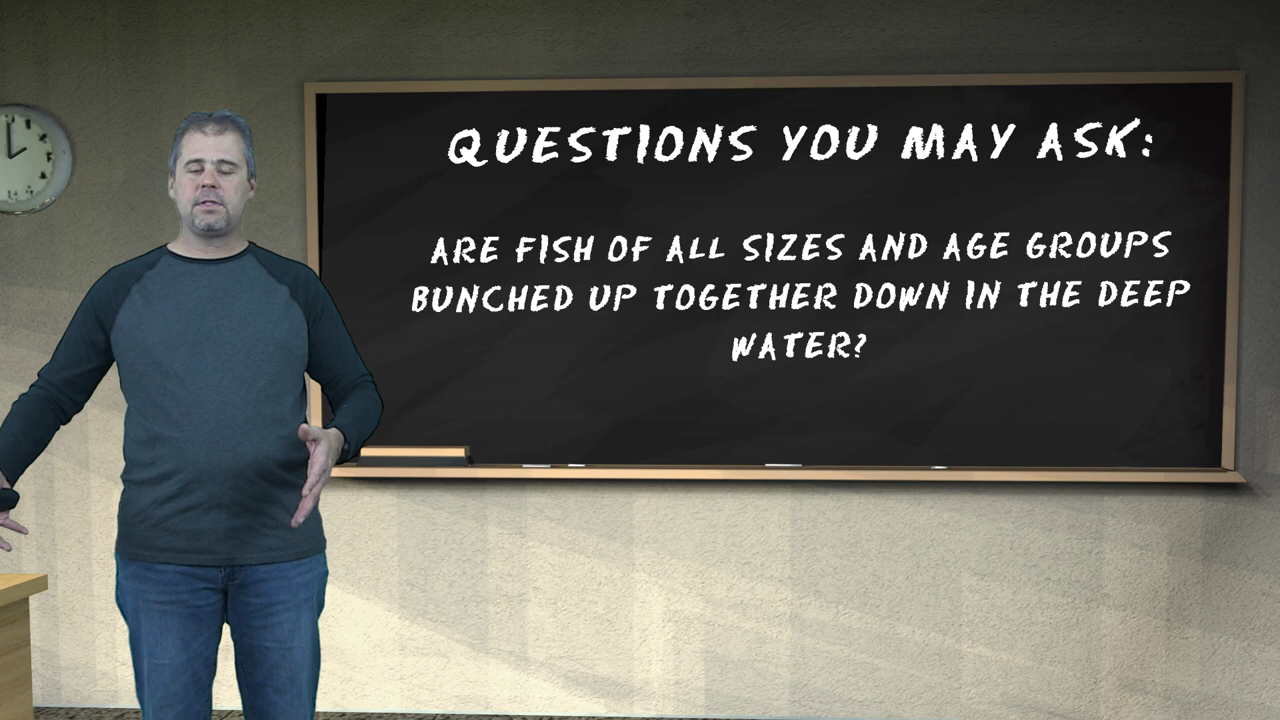 QUESTIONS YOU MAY ASK:
ARE FISH OF ALL SIZES AND AGE GROUPS
BUNCHED UP TOGETHER DOWN IN THE DEEP
WATER?